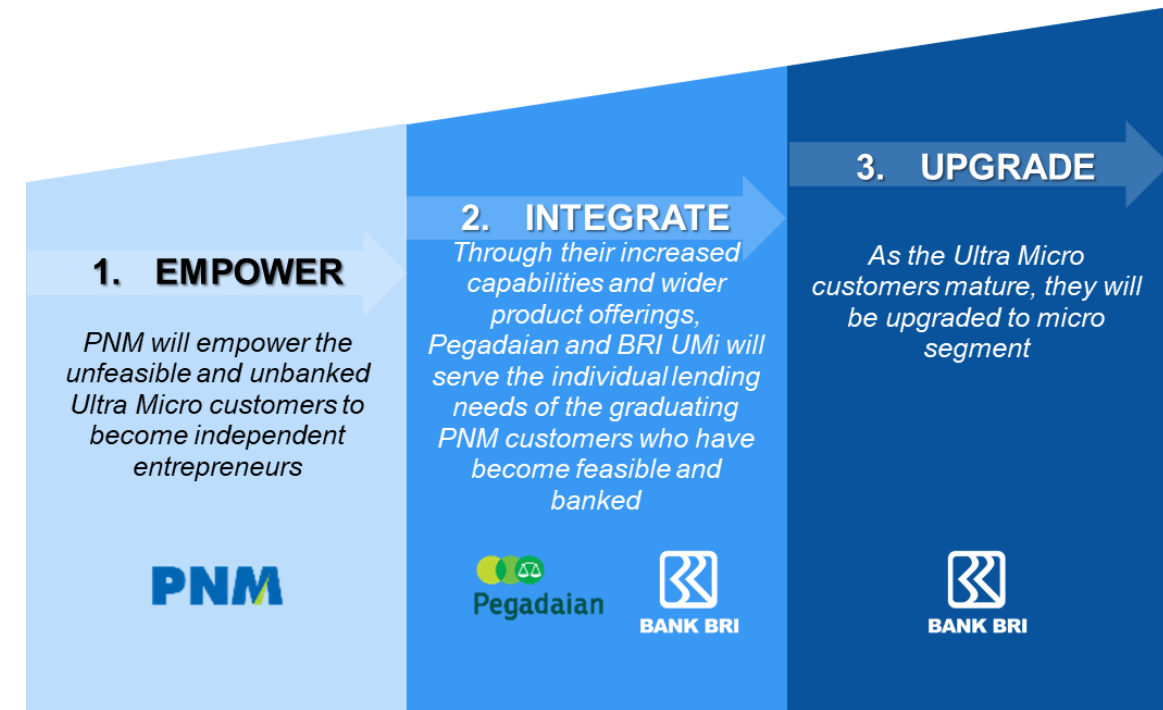 1. EMPOWER
PNM will empower the
unfeasible and unbanked
Ultra Micro customers to
become independent
entrepreneurs
PNM
2. INTEGRATE
Through their increased
capabilities and wider
product offerings,
Pegadaian and BRI UMi will
serve the individual lending
needs of the graduating
PNM customers who have
become feasible and
banked
Pegadaian
BANK BRI
3. UPGRADE
As the Ultra Micro
customers mature, they will
be upgraded to micro
segment
BANK BRI